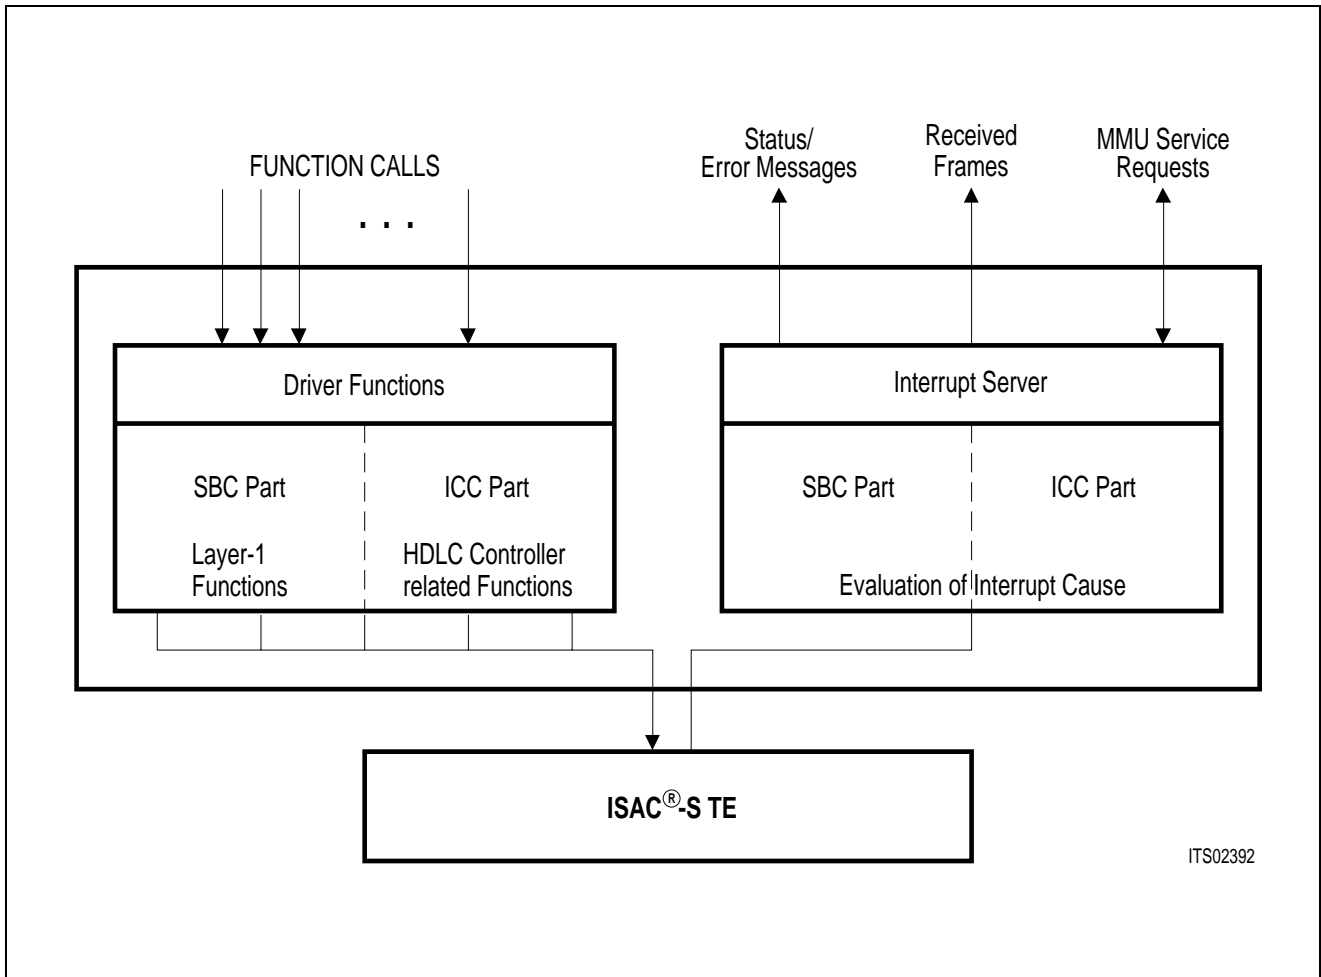 FUNCTION CALLS
. . .
Status/
Error Messages
Received
Frames
MMU Service
Requests
Driver Functions
SBC Part
ICC Part
Layer-1
Functions
HDLC Controller
related Functions
Interrupt Server
SBC Part
ICC Part
Evaluation of Interrupt Cause
ISAC®-S TE
ITS02392